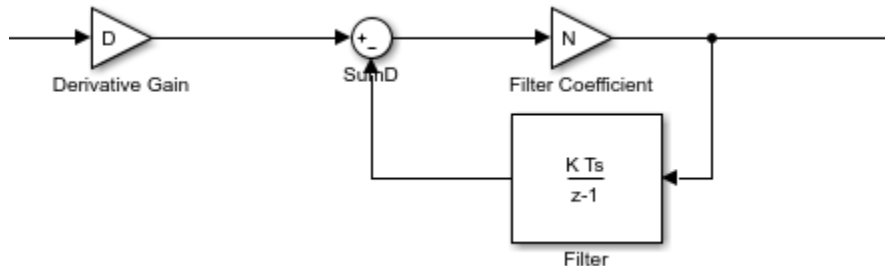 D
+
-
N
Derivative Gain
SumD
Filter Coefficient
K Ts
z-1
Filter